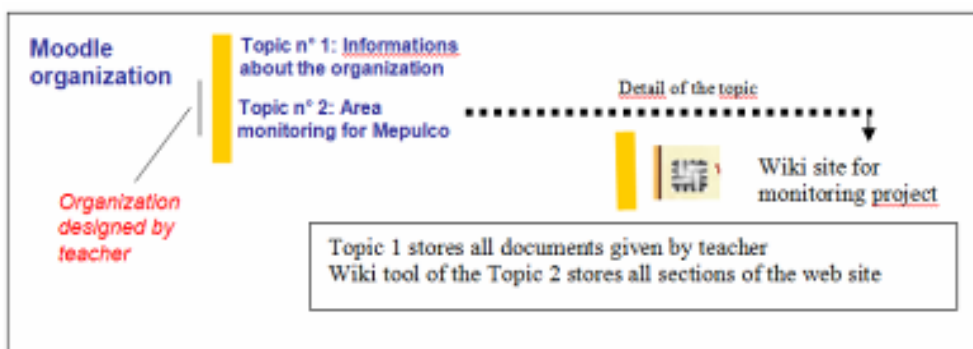 Moodle
organization
Topic n° 1: Informations
about the organization
Topic n° 2: Area
monitoring for Mepulco
Detail of the topic
Organization
designed by
teacher
Wiki site for
monitoring project
Topic 1 stores all documents given by teacher
Wiki tool of the Topic 2 stores all sections of the web site